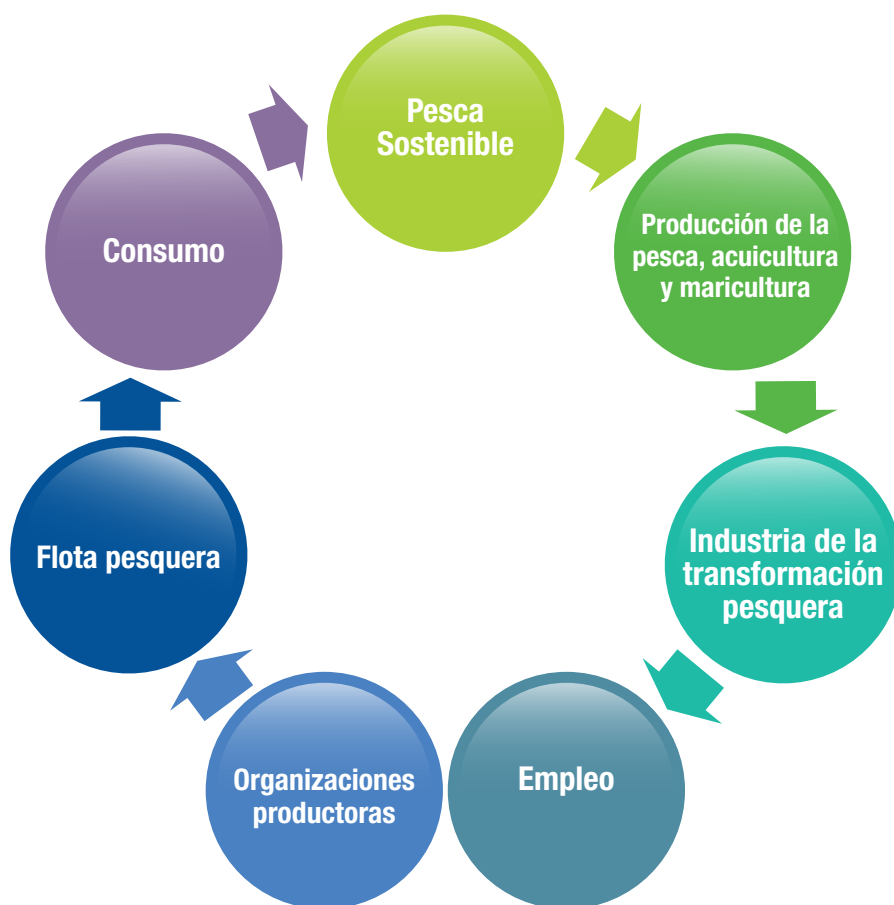 Pesca
Sostenible
Producción de la
pesca, acuicultura
y maricultura
Industria de la
transformación
pesquera
Empleo
Organizaciones
productoras
Flota pesquera
Consumo